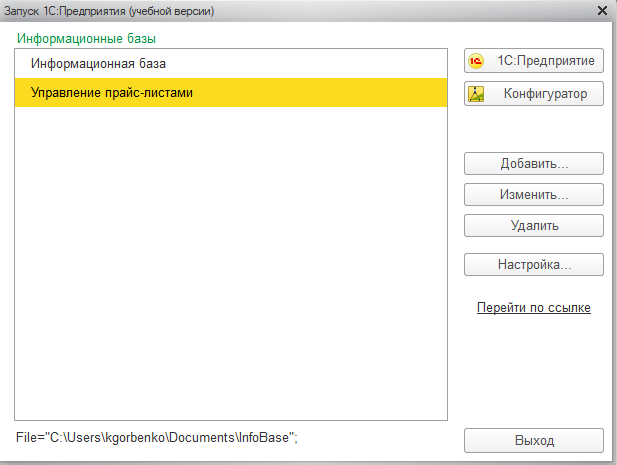 Запуск 1С:Предприятия (учебной версии)
Информационные базы
Информационная база
Управление прайс-листами
1С:Предприятие
Конфигуратор
Добавить...
Изменить...
Удалить
Настройка...
Перейти по ссылке
File="C:\Users\kgorbenko\Documents\InfoBase";
Выход